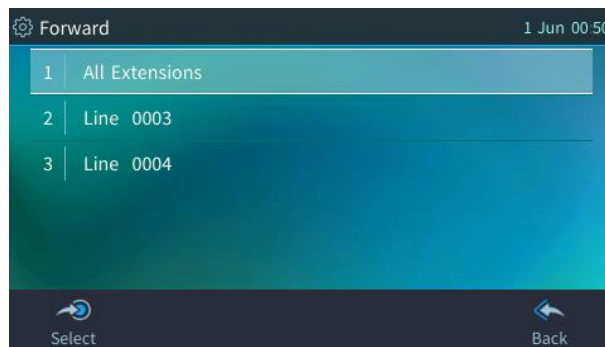 Forward 1 Jun 00:50
1 All Extensions
2 Line 0003
3 Line 0004
Select Back